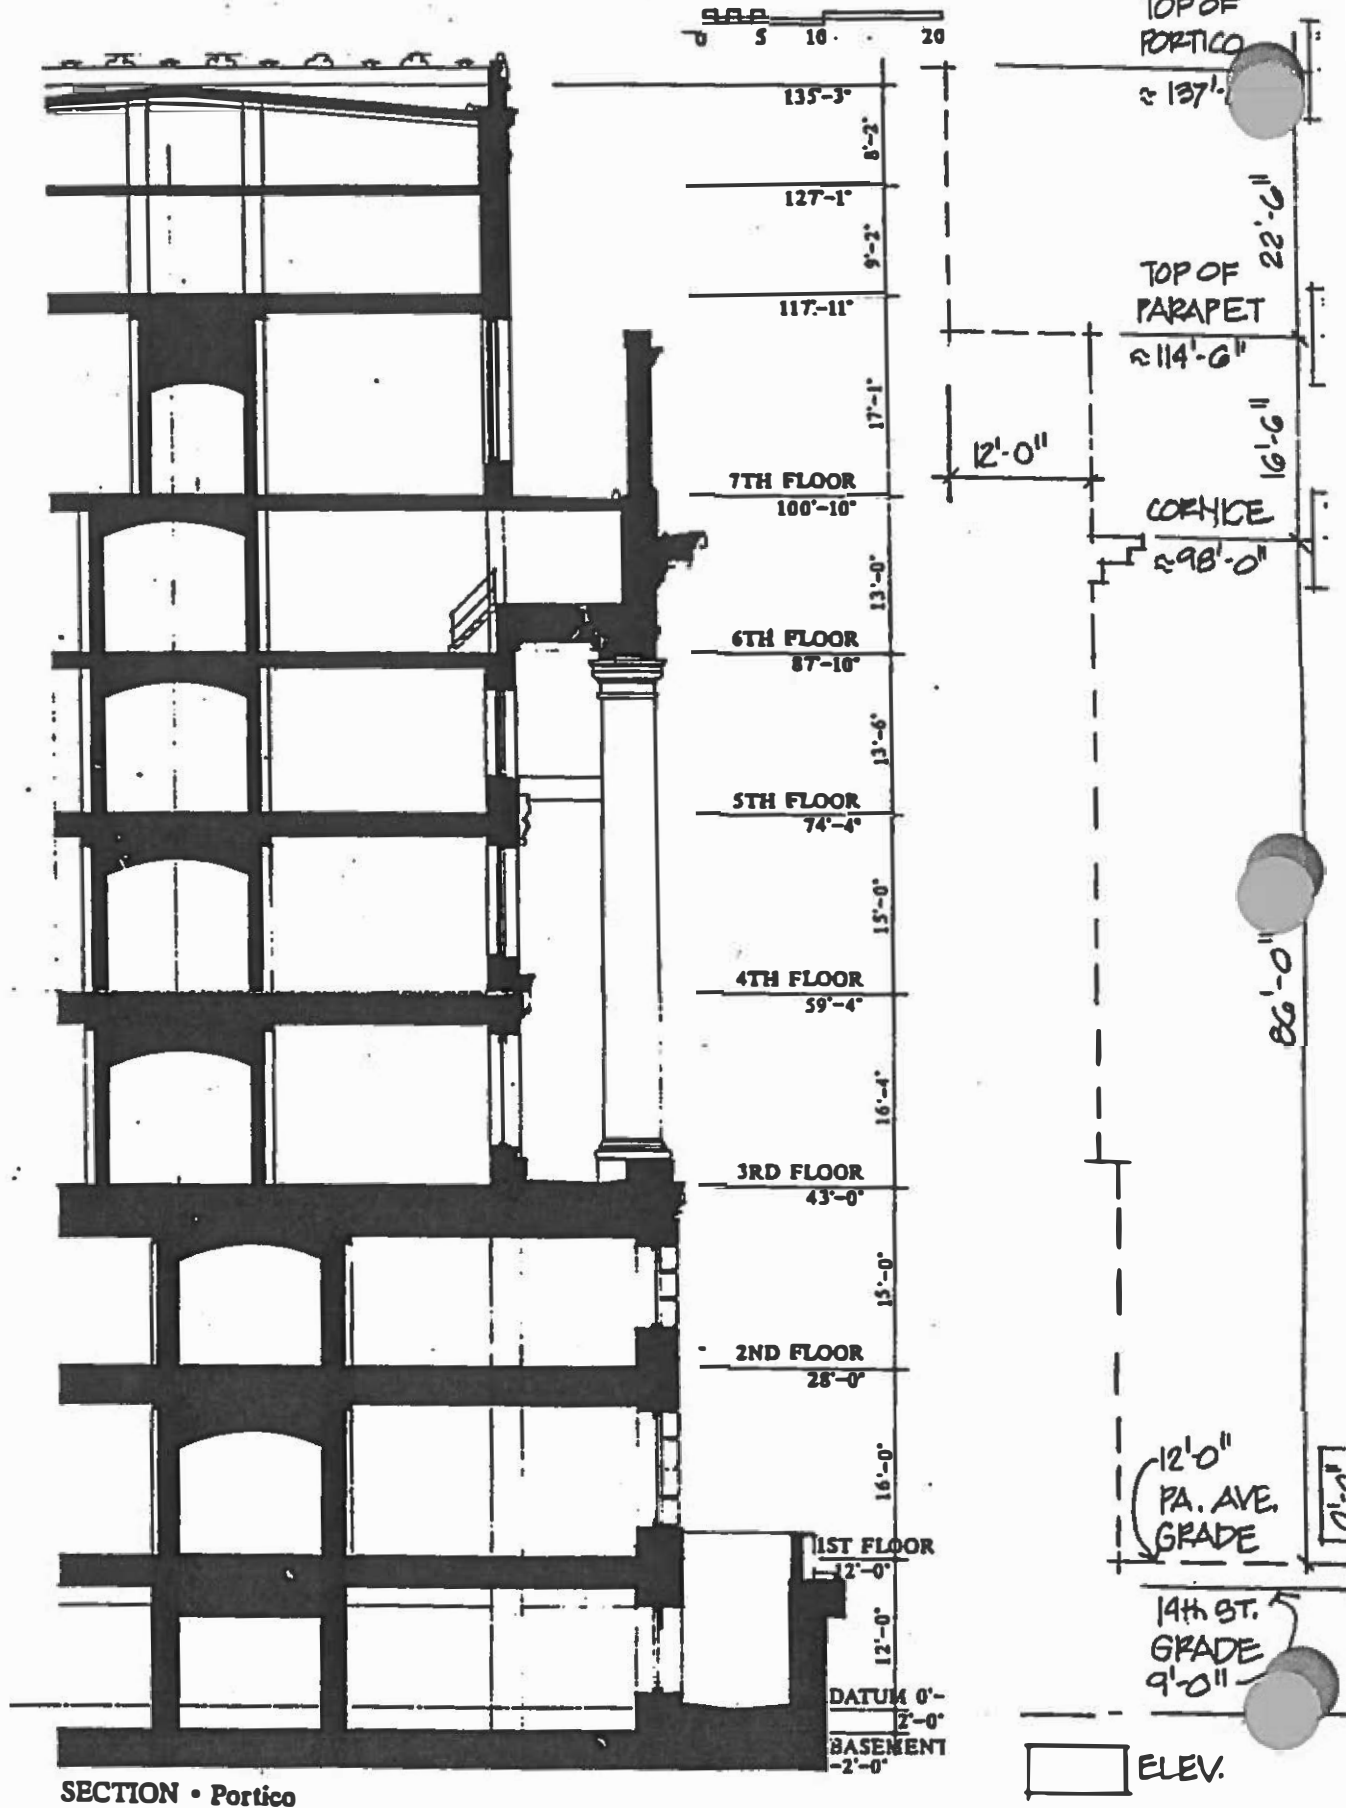 0 5 10 20
TOP OF
PORTICO
≈ 137'-
135'-3"
8'-2"
127'-1"
9'-2"
22'-6"
117'-11"
TOP OF
PARAPET
≈114'-6"
17'-1"
12'-0"
16'-6"
7TH FLOOR
100'-10"
CORNICE
≈98'-0"
13'-0"
6TH FLOOR
87'-10"
13'-6"
5TH FLOOR
74'-4"
15'-0"
86'-0"
4TH FLOOR
59'-4"
16'-4"
3RD FLOOR
43'-0"
15'-0"
2ND FLOOR
28'-0"
16'-0"
12'-0"
PA. AVE.
GRADE
0'-0"
1ST FLOOR
12'-0"
14th ST.
GRADE
9'-0"
12'-0"
DATUM 0'-
2'-0"
BASEMENT
-2'-0"
ELEV.
SECTION • Portico